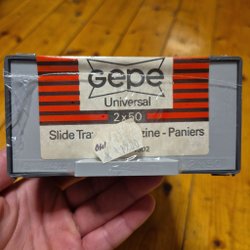 Gepe
Universal
2x50
Slide Tra zine - Paniers